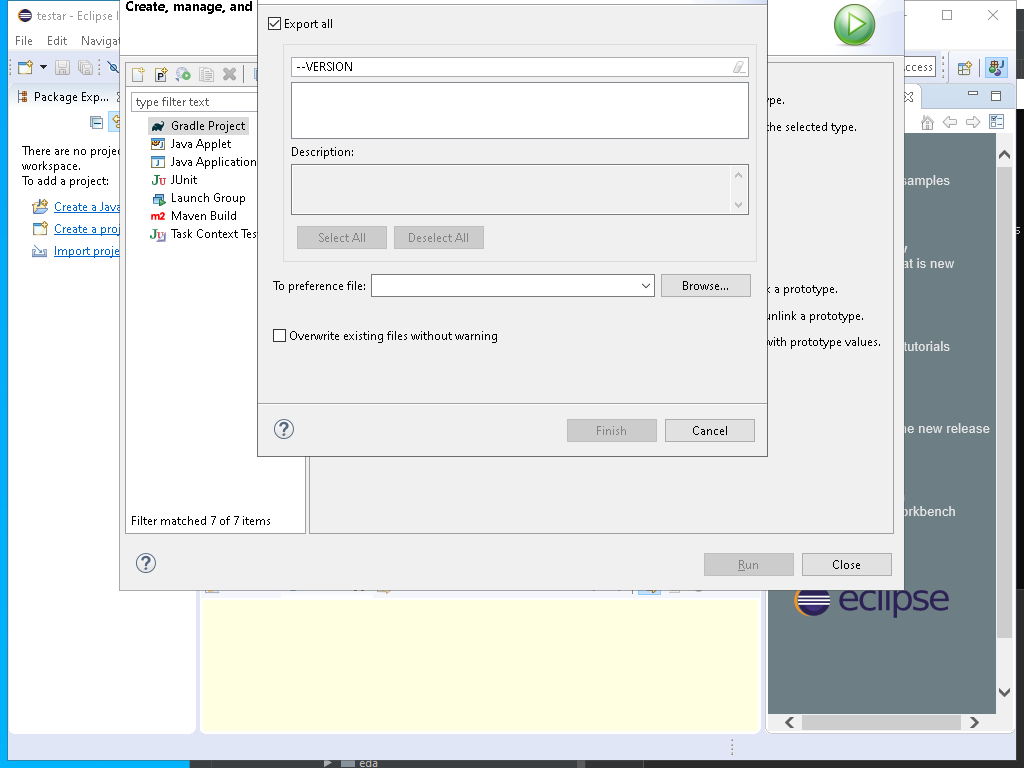 testar - Eclipse
Create, manage, and
File Edit Naviga
Export all
--VERSION
Description:
Select All Deselect All
To preference file: Browse...
Overwrite existing files without warning
Finish Cancel
Package Exp...
There are no proje
workspace.
To add a project:
Create a Java
Create a proj
Import proje
type filter text
Gradle Project
Java Applet
Java Application
JUnit
Launch Group
Maven Build
Task Context Tes
Filter matched 7 of 7 items
ype.
the selected type.
k a prototype.
unlink a prototype.
with prototype values.
Run Close
ccess
samples
at is new
tutorials
ne new release
orkbench
eclipse
eda